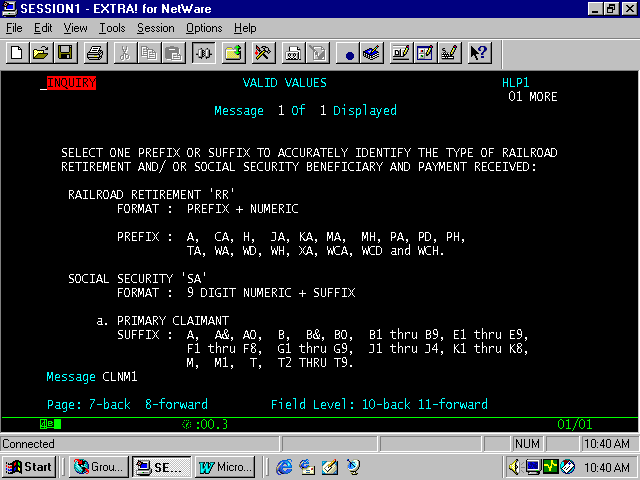 SESSION1 - EXTRA! for NetWare
File Edit View Tools Session Options Help
INQUIRY VALID VALUES HLP1
01 MORE
Message 1 Of 1 Displayed
SELECT ONE PREFIX OR SUFFIX TO ACCURATELY IDENTIFY THE TYPE OF RAILROAD
RETIREMENT AND/ OR SOCIAL SECURITY BENEFICIARY AND PAYMENT RECEIVED:
RAILROAD RETIREMENT 'RR'
FORMAT : PREFIX + NUMERIC
PREFIX : A, CA, H, JA, KA, MA, MH, PA, PD, PH,
TA, WA, WD, WH, XA, WCA, WCD and WCH.
SOCIAL SECURITY 'SA'
FORMAT : 9 DIGIT NUMERIC + SUFFIX
a. PRIMARY CLAIMANT
SUFFIX : A, A&, AO, B, B&, BO, B1 thru B9, E1 thru E9,
F1 thru F8, G1 thru G9, J1 thru J4, K1 thru K8,
M, M1, T, T2 THRU T9.
Message CLNM1
Page: 7-back 8-forward Field Level: 10-back 11-forward
:00.3 01/01
Connected NUM 10:40 AM
Start Grou... SE... Micro... 10:40 AM